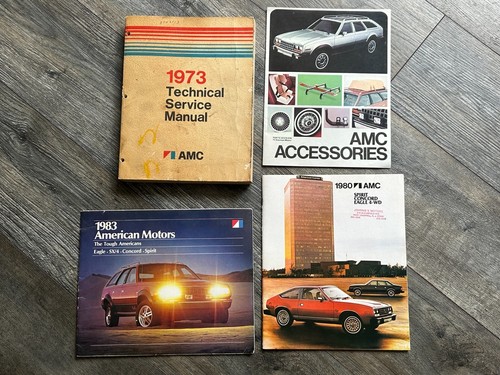 1973
Technical
Service
Manual
AMC
AMC
ACCESSORIES
1983
American Motors
The Tough Americans
Eagle - SX/4 - Concord - Spirit
1980 AMC
SPIRIT
CONCORD
EAGLE 4-WD